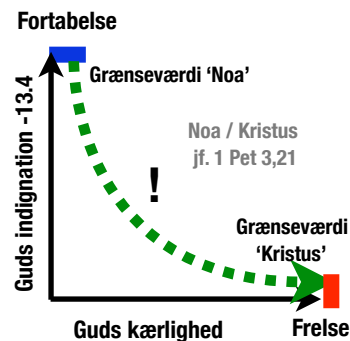 Fortabelse
Grænseværdi ‘Noa’
Guds indignation -13.4
Noa / Kristus
jf. 1 Pet 3,21
!
Grænseværdi
‘Kristus’
Guds kærlighed
Frelse